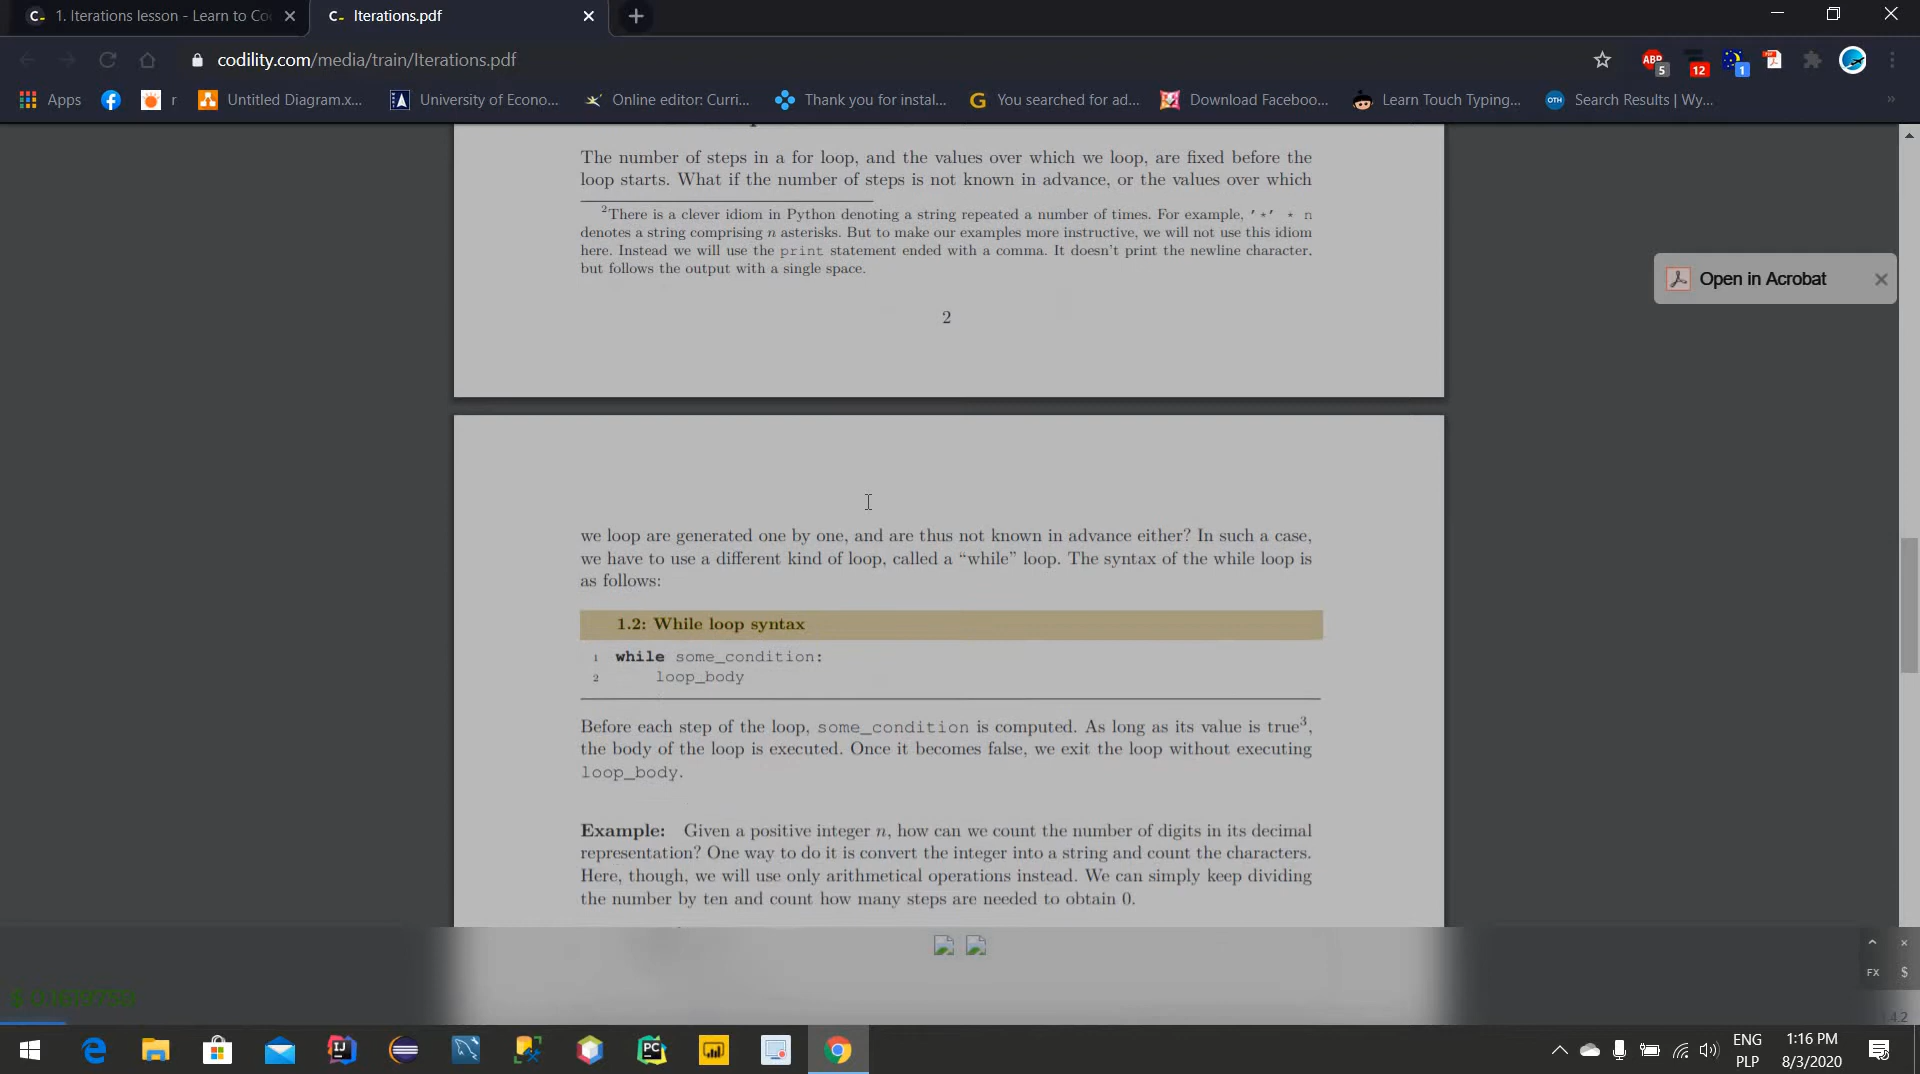 1. Iterations lesson - Learn to Co
Iterations.pdf
codility.com/media/train/Iterations.pdf
ABP
5
12
1
Apps
r
Untitled Diagram.x...
University of Econo...
Online editor: Curri...
Thank you for instal...
You searched for ad...
Download Faceboo...
Learn Touch Typing...
OTH
Search Results | Wy...
»
The number of steps in a for loop, and the values over which we loop, are fixed before the
loop starts. What if the number of steps is not known in advance, or the values over which
2There is a clever idiom in Python denoting a string repeated a number of times. For example, '*' * n
denotes a string comprising n asterisks. But to make our examples more instructive, we will not use this idiom
here. Instead we will use the print statement ended with a comma. It doesn't print the newline character,
but follows the output with a single space.
Open in Acrobat
2
we loop are generated one by one, and are thus not known in advance either? In such a case,
we have to use a different kind of loop, called a “while” loop. The syntax of the while loop is
as follows:
1.2: While loop syntax
1 while some_condition:
2 loop_body
Before each step of the loop, some_condition is computed. As long as its value is true3,
the body of the loop is executed. Once it becomes false, we exit the loop without executing
loop_body.
Example: Given a positive integer n, how can we count the number of digits in its decimal
representation? One way to do it is convert the integer into a string and count the characters.
Here, though, we will use only arithmetical operations instead. We can simply keep dividing
the number by ten and count how many steps are needed to obtain 0.
FX $
IJ
PC
ENG
PLP
1:16 PM
8/3/2020